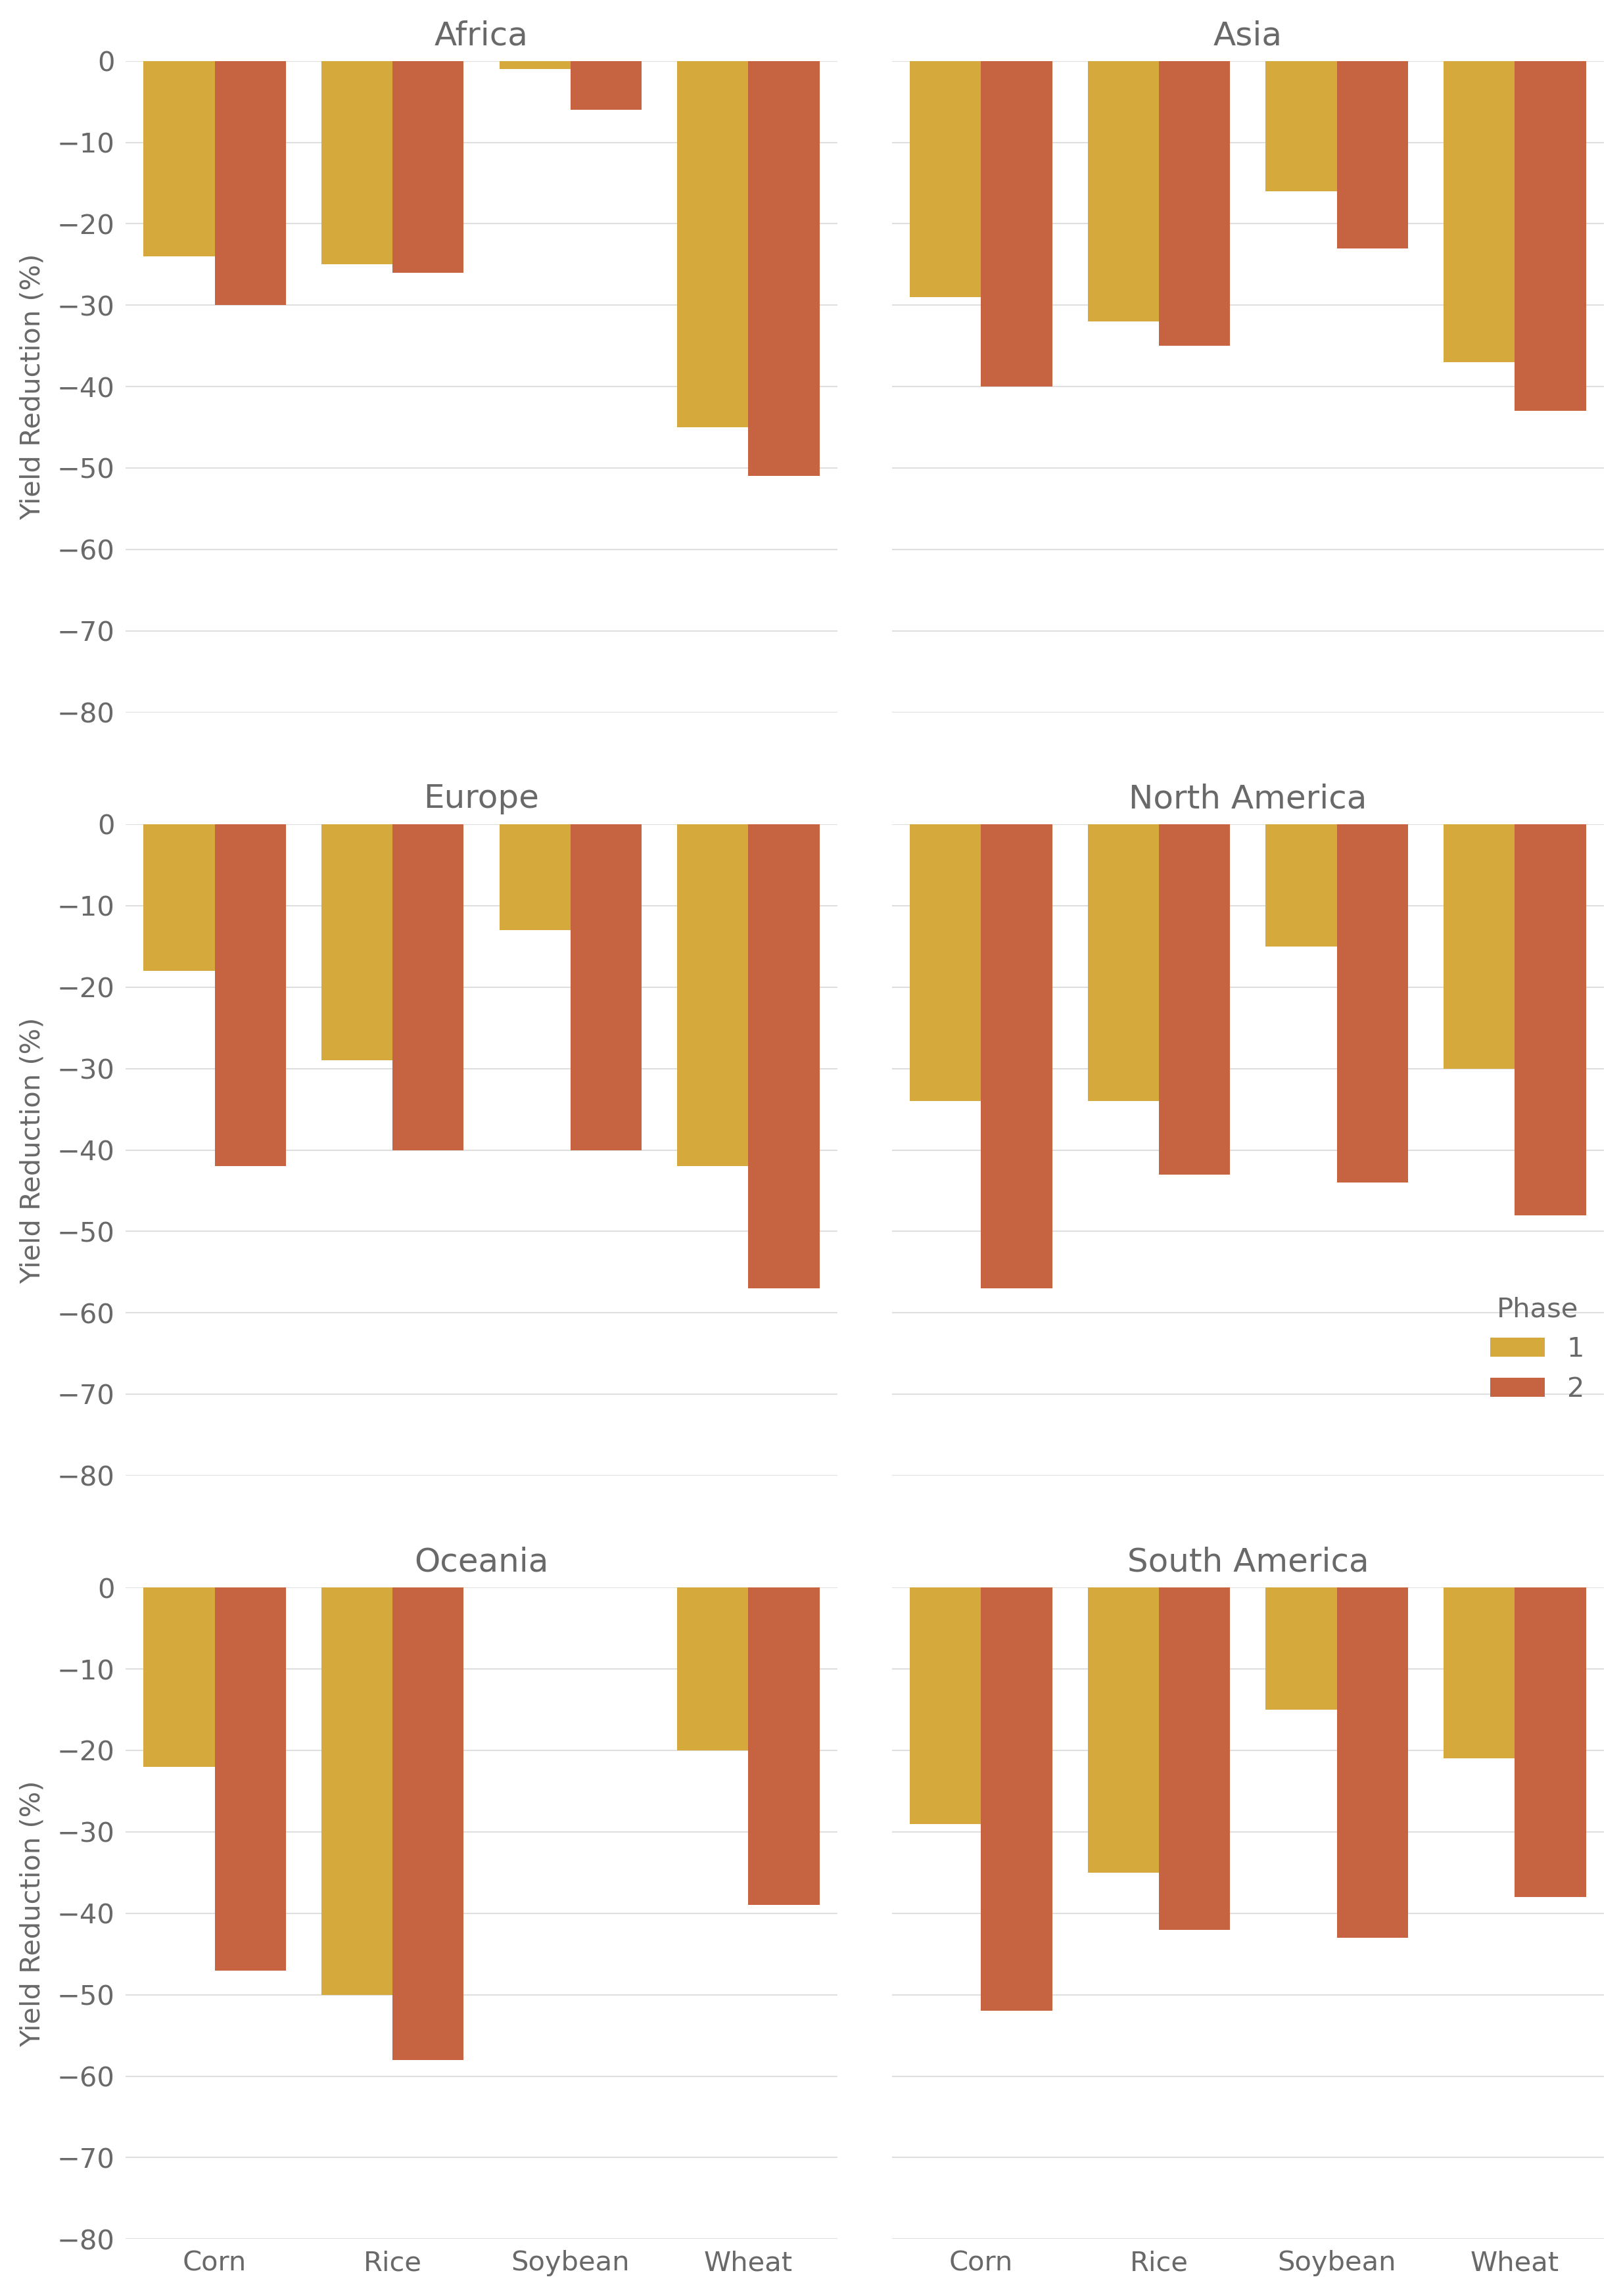 Africa
Asia
0
−10
−20
−30
−40
−50
−60
−70
−80
Yield Reduction (%)
Europe
North America
0
−10
−20
−30
−40
−50
−60
−70
−80
Yield Reduction (%)
Phase
1
2
Oceania
South America
0
−10
−20
−30
−40
−50
−60
−70
−80
Yield Reduction (%)
Corn Rice Soybean Wheat
Corn Rice Soybean Wheat